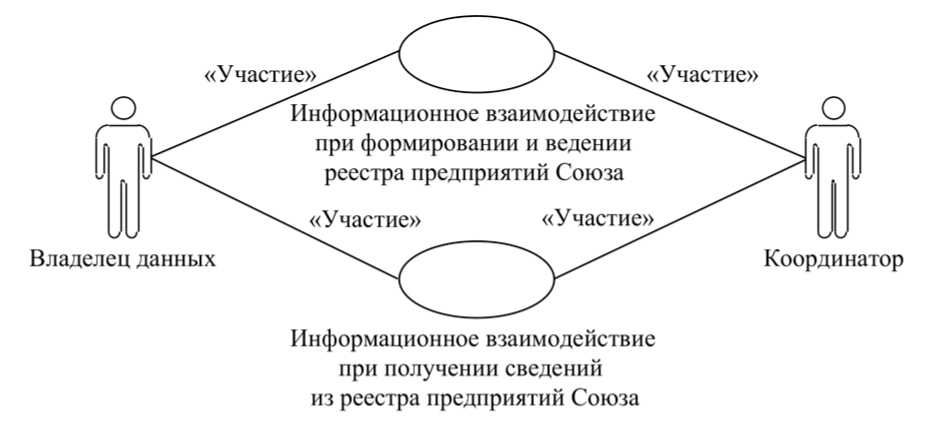 «Участие»
«Участие»
Информационное взаимодействие
при формировании и ведении
реестра предприятий Союза
«Участие»
«Участие»
Владелец данных
Координатор
Информационное взаимодействие
при получении сведений
из реестра предприятий Союза